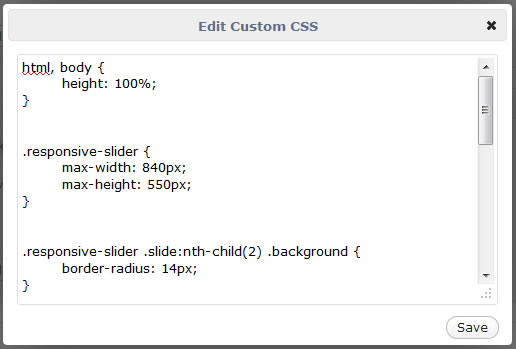 Edit Custom CSS
html, body {
height: 100%;
}
.responsive-slider {
max-width: 840px;
max-height: 550px;
}
.responsive-slider .slide:nth-child(2) .background {
border-radius: 14px;
}
Save